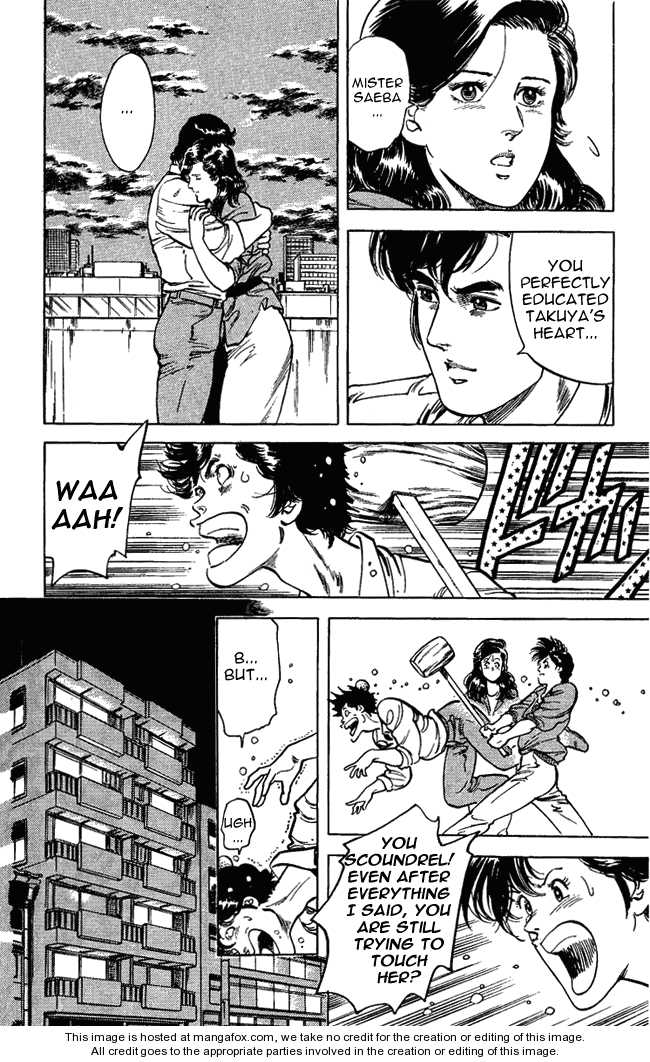 MISTER
SAEBA
...
YOU
PERFECTLY
EDUCATED
TAKUYA'S
HEART...
...
WAA
AAH!
YOU
SCOUNDREL!
EVEN AFTER
EVERYTHING
I SAID, YOU
ARE STILL
TRYING TO
TOUCH
HER?
B...
BUT...
UGH
...
This image is hosted at mangafox.com, we take no credit for the creation or editing of this image.
All credit goes to the appropriate parties involved in the creation or editing of this image.